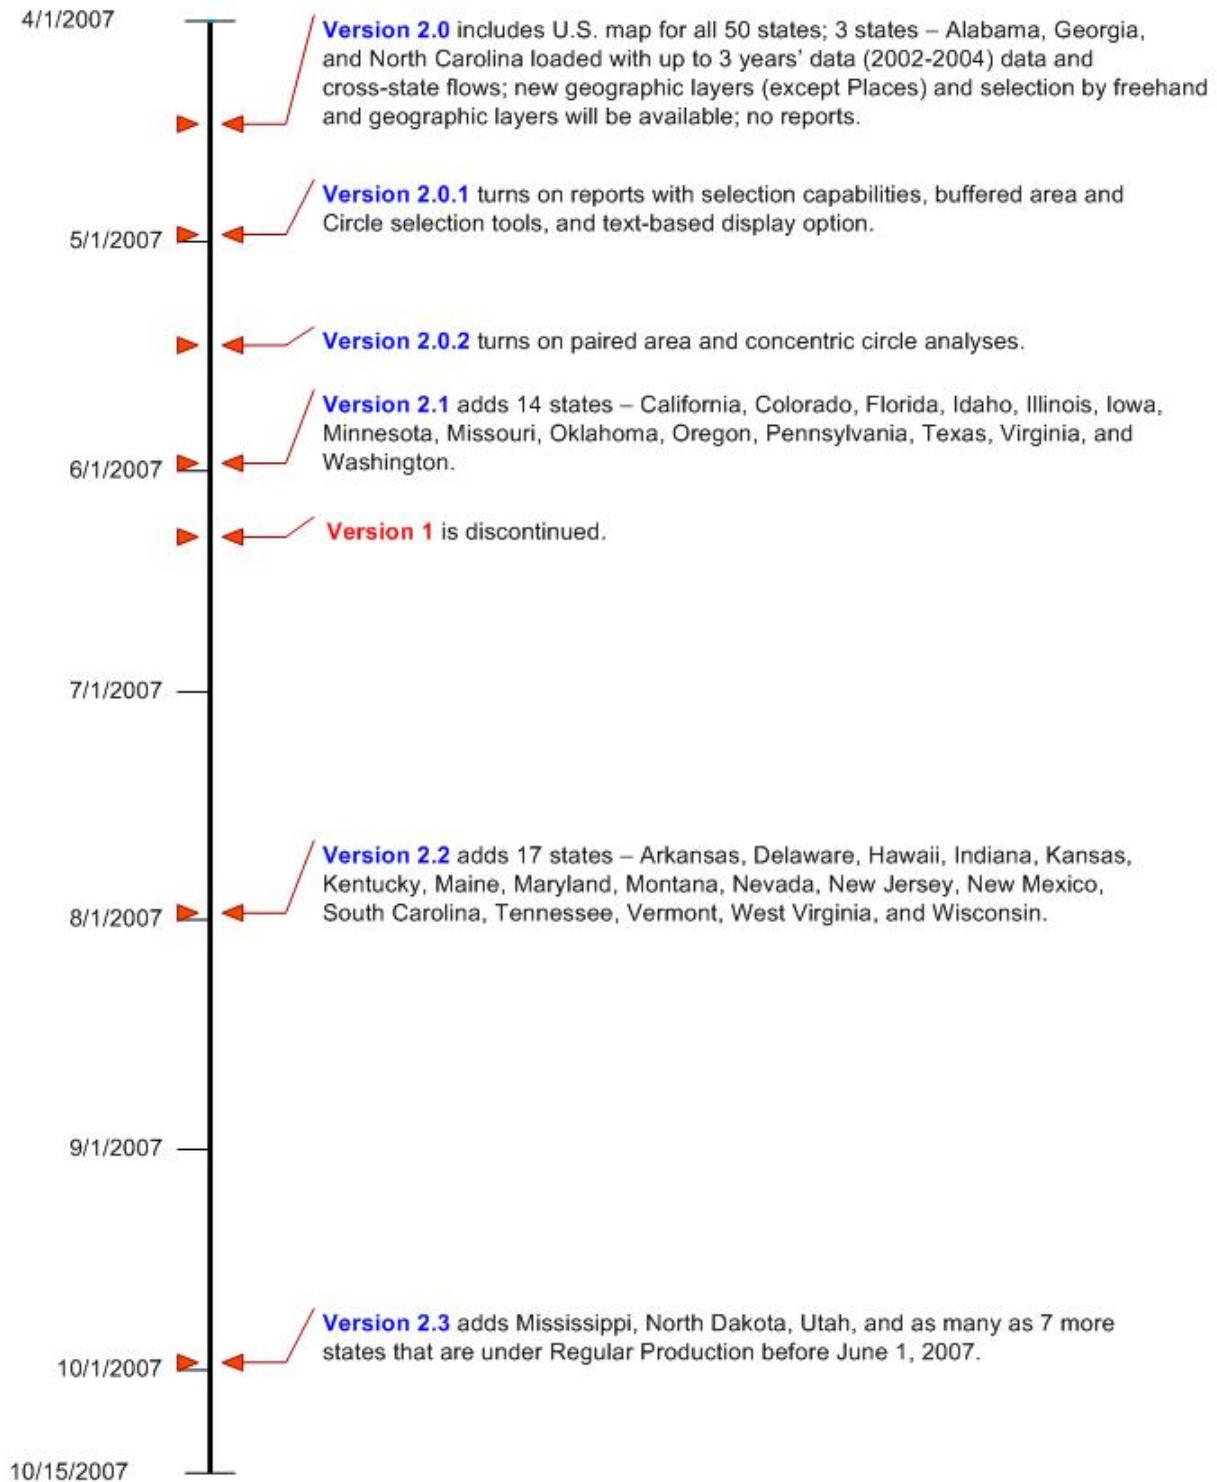 4/1/2007
Version 2.0 includes U.S. map for all 50 states; 3 states – Alabama, Georgia,
and North Carolina loaded with up to 3 years’ data (2002-2004) data and
cross-state flows; new geographic layers (except Places) and selection by freehand
and geographic layers will be available; no reports.
Version 2.0.1 turns on reports with selection capabilities, buffered area and
Circle selection tools, and text-based display option.
5/1/2007
Version 2.0.2 turns on paired area and concentric circle analyses.
Version 2.1 adds 14 states – California, Colorado, Florida, Idaho, Illinois, Iowa,
Minnesota, Missouri, Oklahoma, Oregon, Pennsylvania, Texas, Virginia, and
Washington.
6/1/2007
Version 1 is discontinued.
7/1/2007
Version 2.2 adds 17 states – Arkansas, Delaware, Hawaii, Indiana, Kansas,
Kentucky, Maine, Maryland, Montana, Nevada, New Jersey, New Mexico,
South Carolina, Tennessee, Vermont, West Virginia, and Wisconsin.
8/1/2007
9/1/2007
Version 2.3 adds Mississippi, North Dakota, Utah, and as many as 7 more
states that are under Regular Production before June 1, 2007.
10/1/2007
10/15/2007